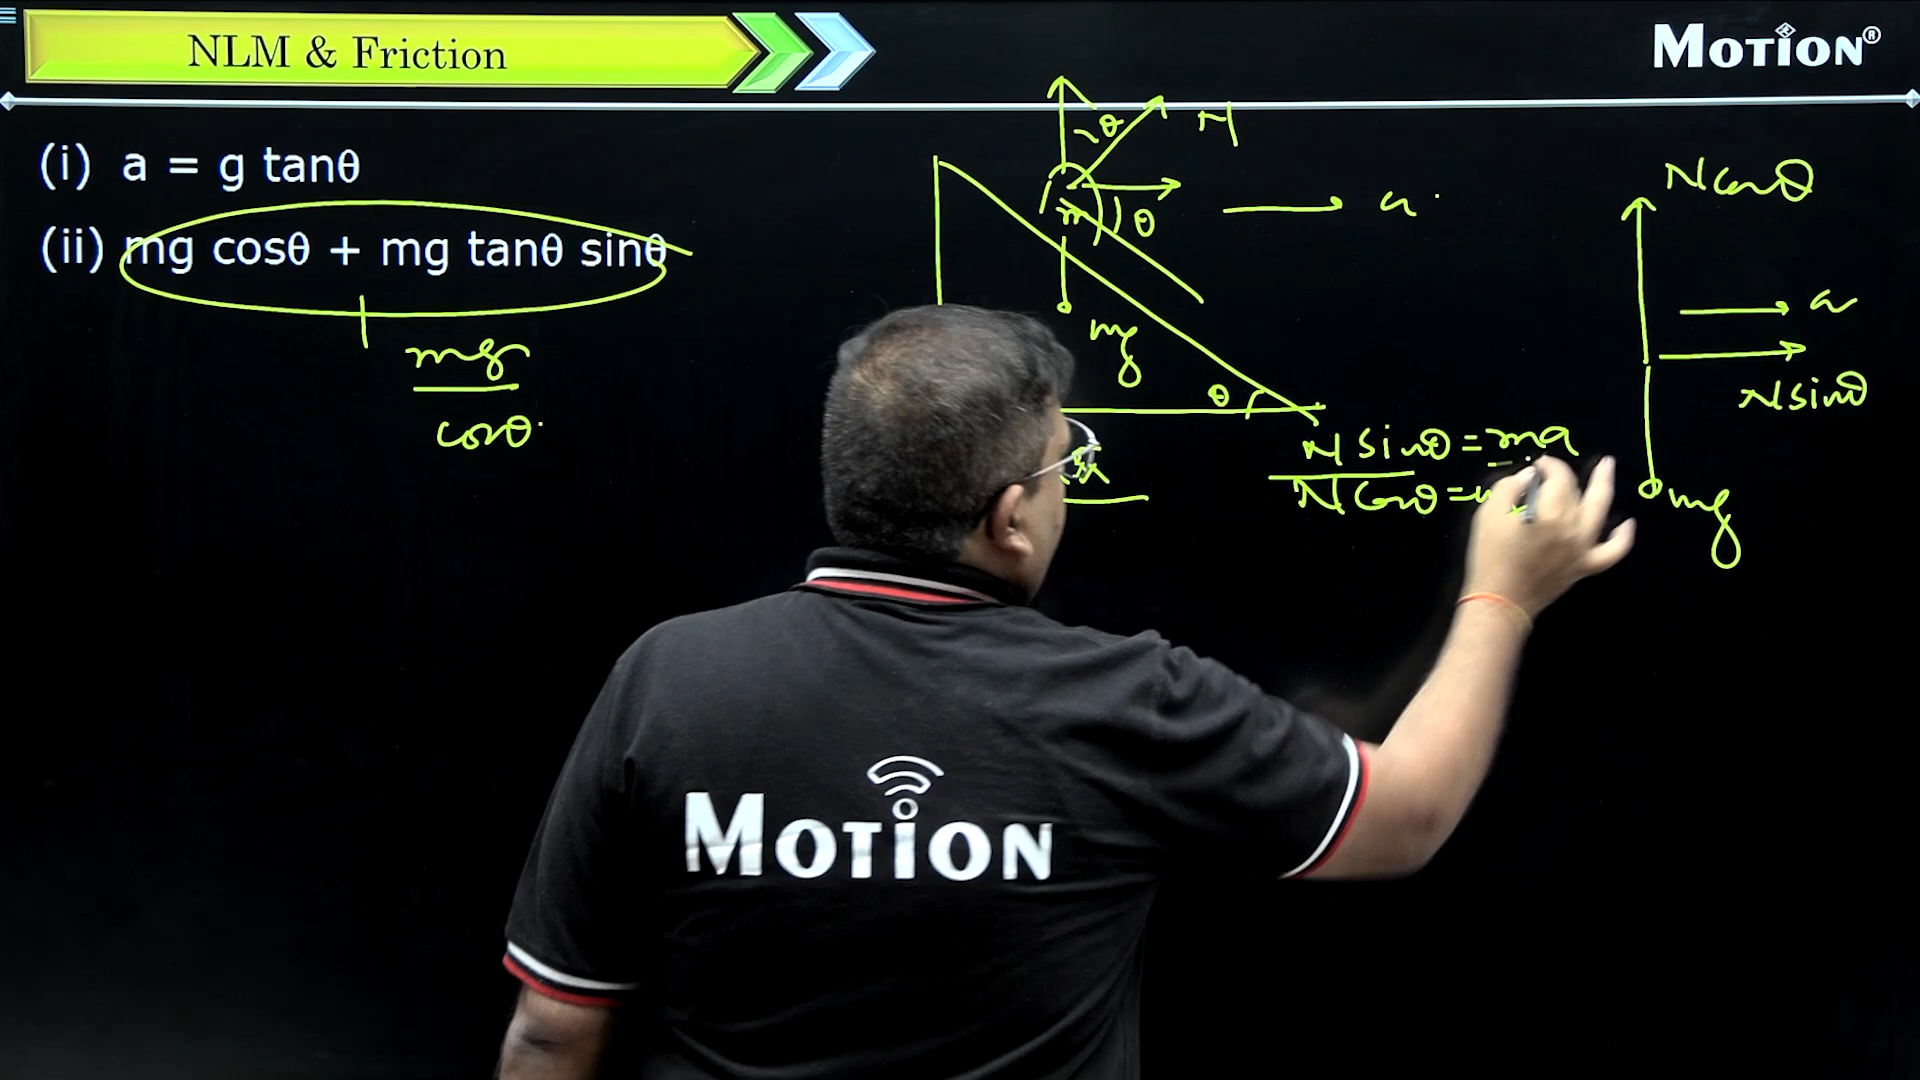 NLM & Friction
MOTION®
(i) a = g tanθ
(ii) mg cosθ + mg tanθ sinθ
mg
cosθ
θ
N
m
θ
a
mg
θ
N cosθ
a
N sinθ
mg
N sinθ = ma
N cosθ =
MOTION